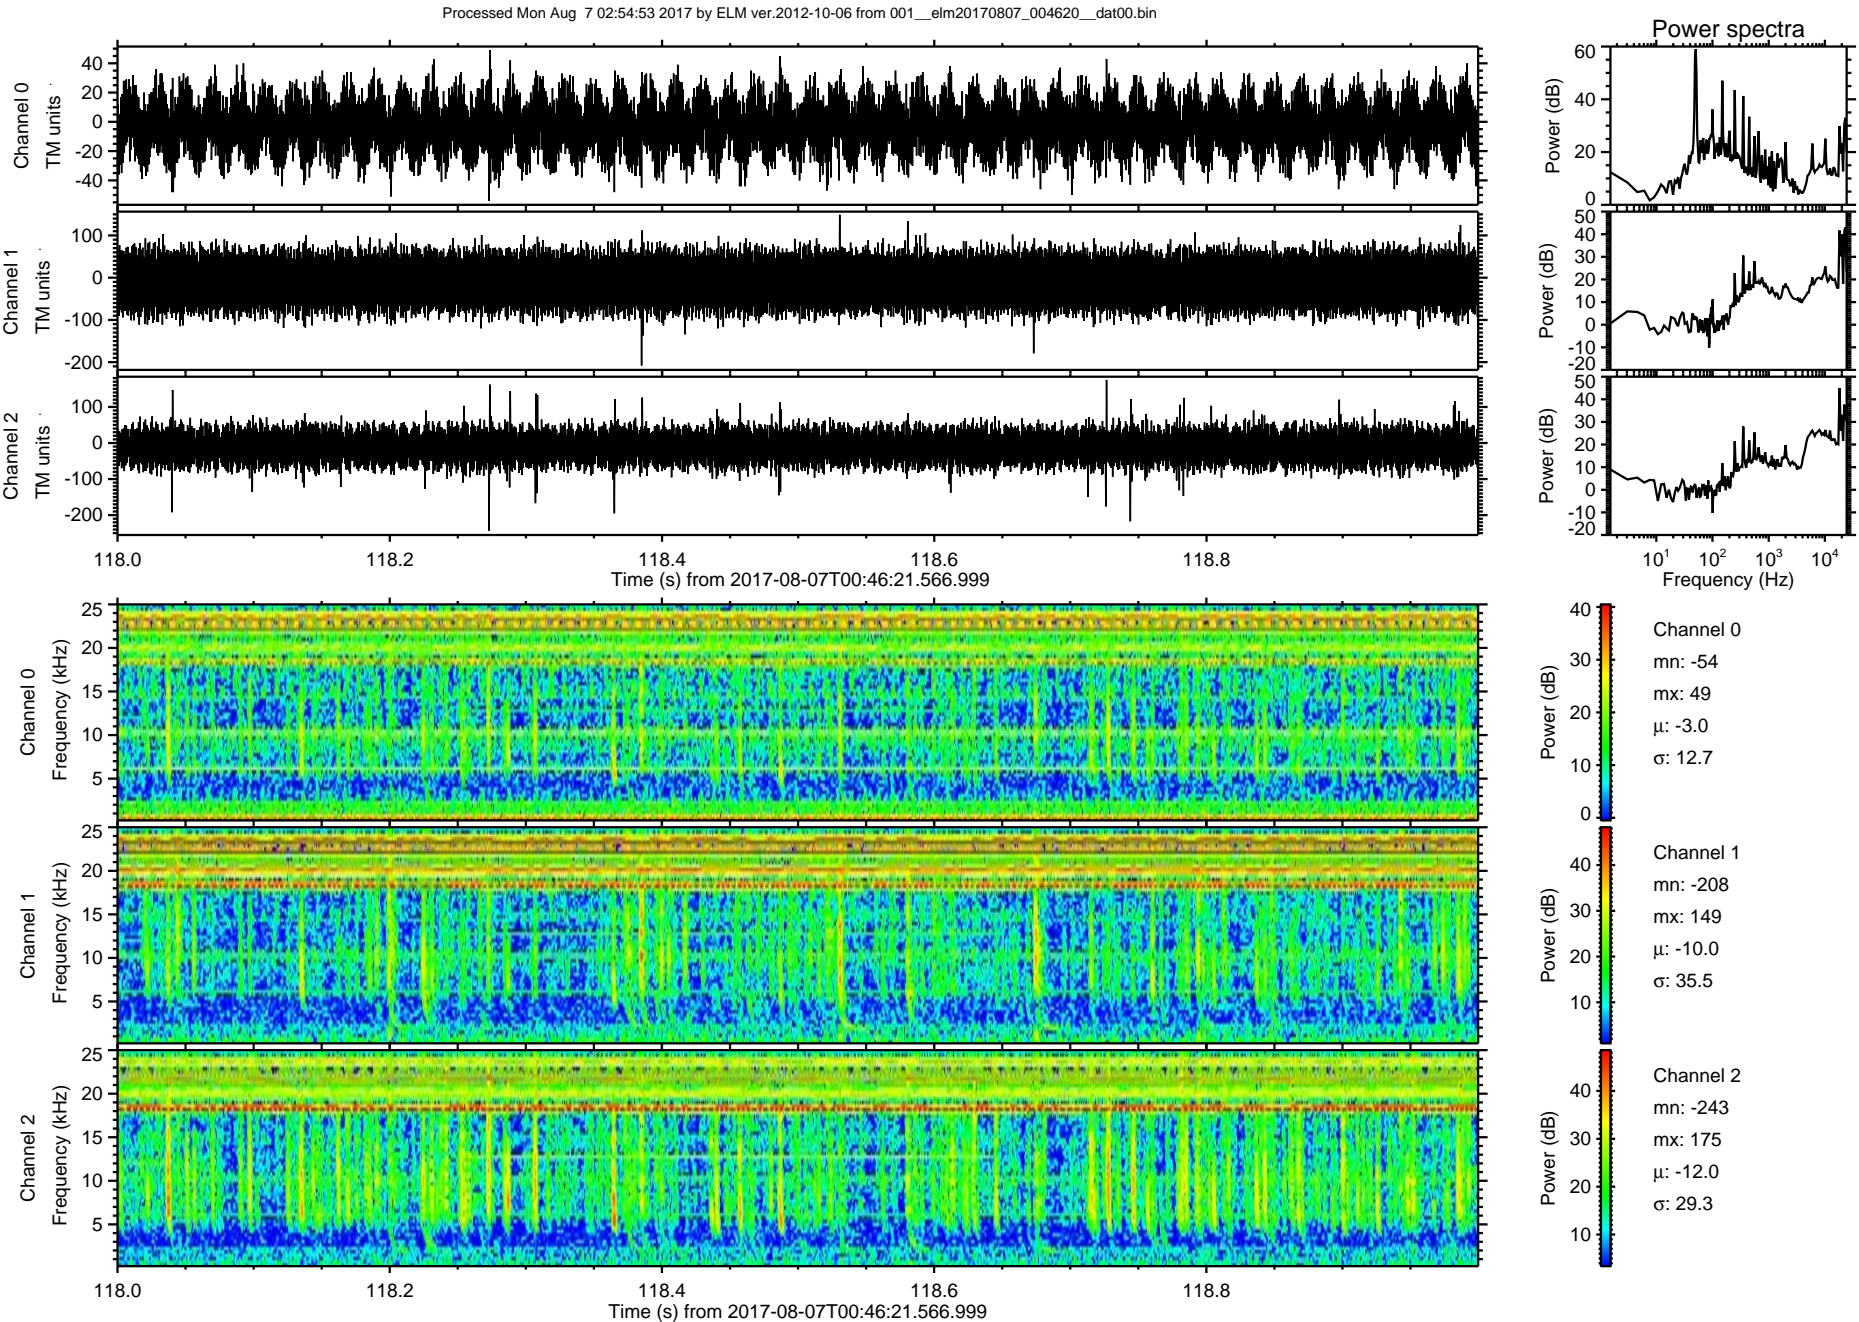 Processed Mon Aug 7 02:54:53 2017 by ELM ver.2012-10-06 from 001__elm20170807_004620__dat00.bin
Power spectra
Channel 0
TM units
40
20
0
-20
-40
Power (dB)
60
40
20
0
Channel 1
TM units
100
0
-100
-200
Power (dB)
50
40
30
20
10
0
-10
-20
Channel 2
TM units
100
0
-100
-200
Power (dB)
50
40
30
20
10
0
-10
-20
118.0 118.2 118.4 118.6 118.8
Time (s) from 2017-08-07T00:46:21.566.999
10¹ 10² 10³ 10⁴
Frequency (Hz)
Channel 0
Frequency (kHz)
25
20
15
10
5
Power (dB)
40
30
20
10
0
Channel 0
mn: -54
mx: 49
μ: -3.0
σ: 12.7
Channel 1
Frequency (kHz)
25
20
15
10
5
Power (dB)
40
30
20
10
Channel 1
mn: -208
mx: 149
μ: -10.0
σ: 35.5
Channel 2
Frequency (kHz)
25
20
15
10
5
Power (dB)
40
30
20
10
Channel 2
mn: -243
mx: 175
μ: -12.0
σ: 29.3
118.0 118.2 118.4 118.6 118.8
Time (s) from 2017-08-07T00:46:21.566.999